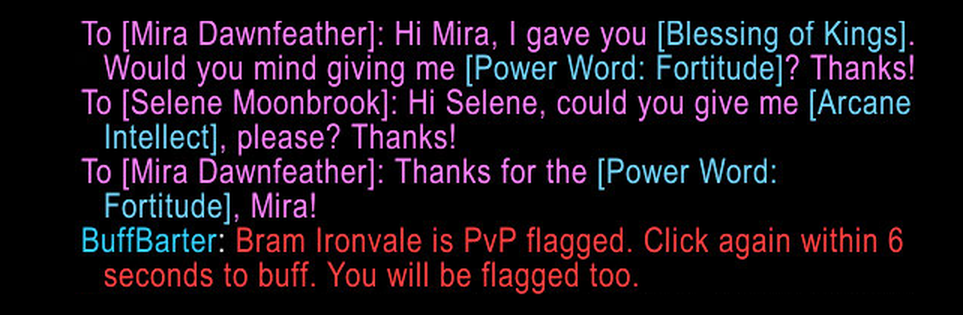 To [Mira Dawnfeather]: Hi Mira, I gave you [Blessing of Kings].
Would you mind giving me [Power Word: Fortitude]? Thanks!
To [Selene Moonbrook]: Hi Selene, could you give me [Arcane
Intellect], please? Thanks!
To [Mira Dawnfeather]: Thanks for the [Power Word:
Fortitude], Mira!
BuffBarter: Bram Ironvale is PvP flagged. Click again within 6
seconds to buff. You will be flagged too.